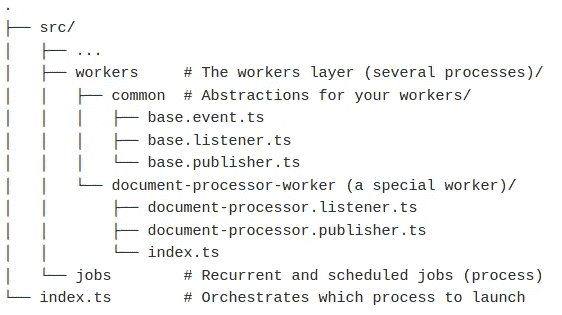 .
├── src/
│   ├── ...
│   ├── workers     # The workers layer (several processes)/
│   │   ├── common  # Abstractions for your workers/
│   │   │   ├── base.event.ts
│   │   │   ├── base.listener.ts
│   │   │   └── base.publisher.ts
│   │   └── document-processor-worker (a special worker)/
│   │       ├── document-processor.listener.ts
│   │       ├── document-processor.publisher.ts
│   │       └── index.ts
│   └── jobs        # Recurrent and scheduled jobs (process)
└── index.ts        # Orchestrates which process to launch